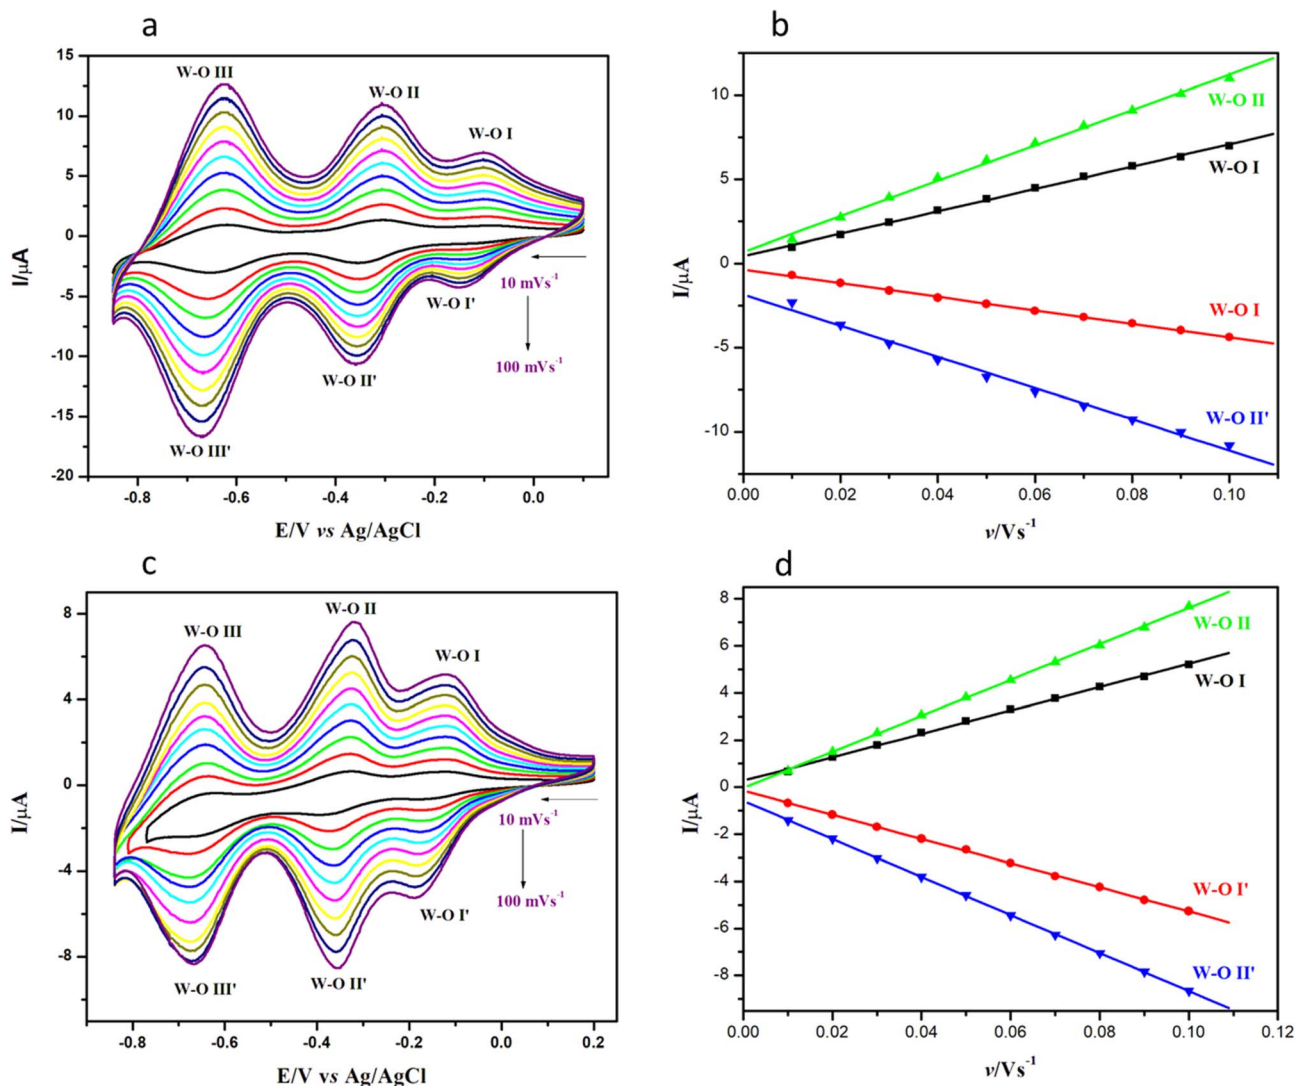 a
15
10
5
0
-5
-10
-15
-20
I/μA
W-O III
W-O II
W-O I
10 mVs-1
W-O I'
100 mVs-1
W-O II'
W-O III'
-0.8
-0.6
-0.4
-0.2
0.0
E/V vs Ag/AgCl
b
10
5
0
-5
-10
I/μA
W-O II
W-O I
W-O I
W-O II'
0.00
0.02
0.04
0.06
0.08
0.10
ν/Vs-1
c
8
4
0
-4
-8
I/μA
W-O II
W-O III
W-O I
10 mVs-1
100 mVs-1
W-O I'
W-O II'
W-O III'
-0.8
-0.6
-0.4
-0.2
0.0
0.2
E/V vs Ag/AgCl
d
8
6
4
2
0
-2
-4
-6
-8
I/μA
W-O II
W-O I
W-O I'
W-O II'
0.00
0.02
0.04
0.06
0.08
0.10
0.12
ν/Vs-1